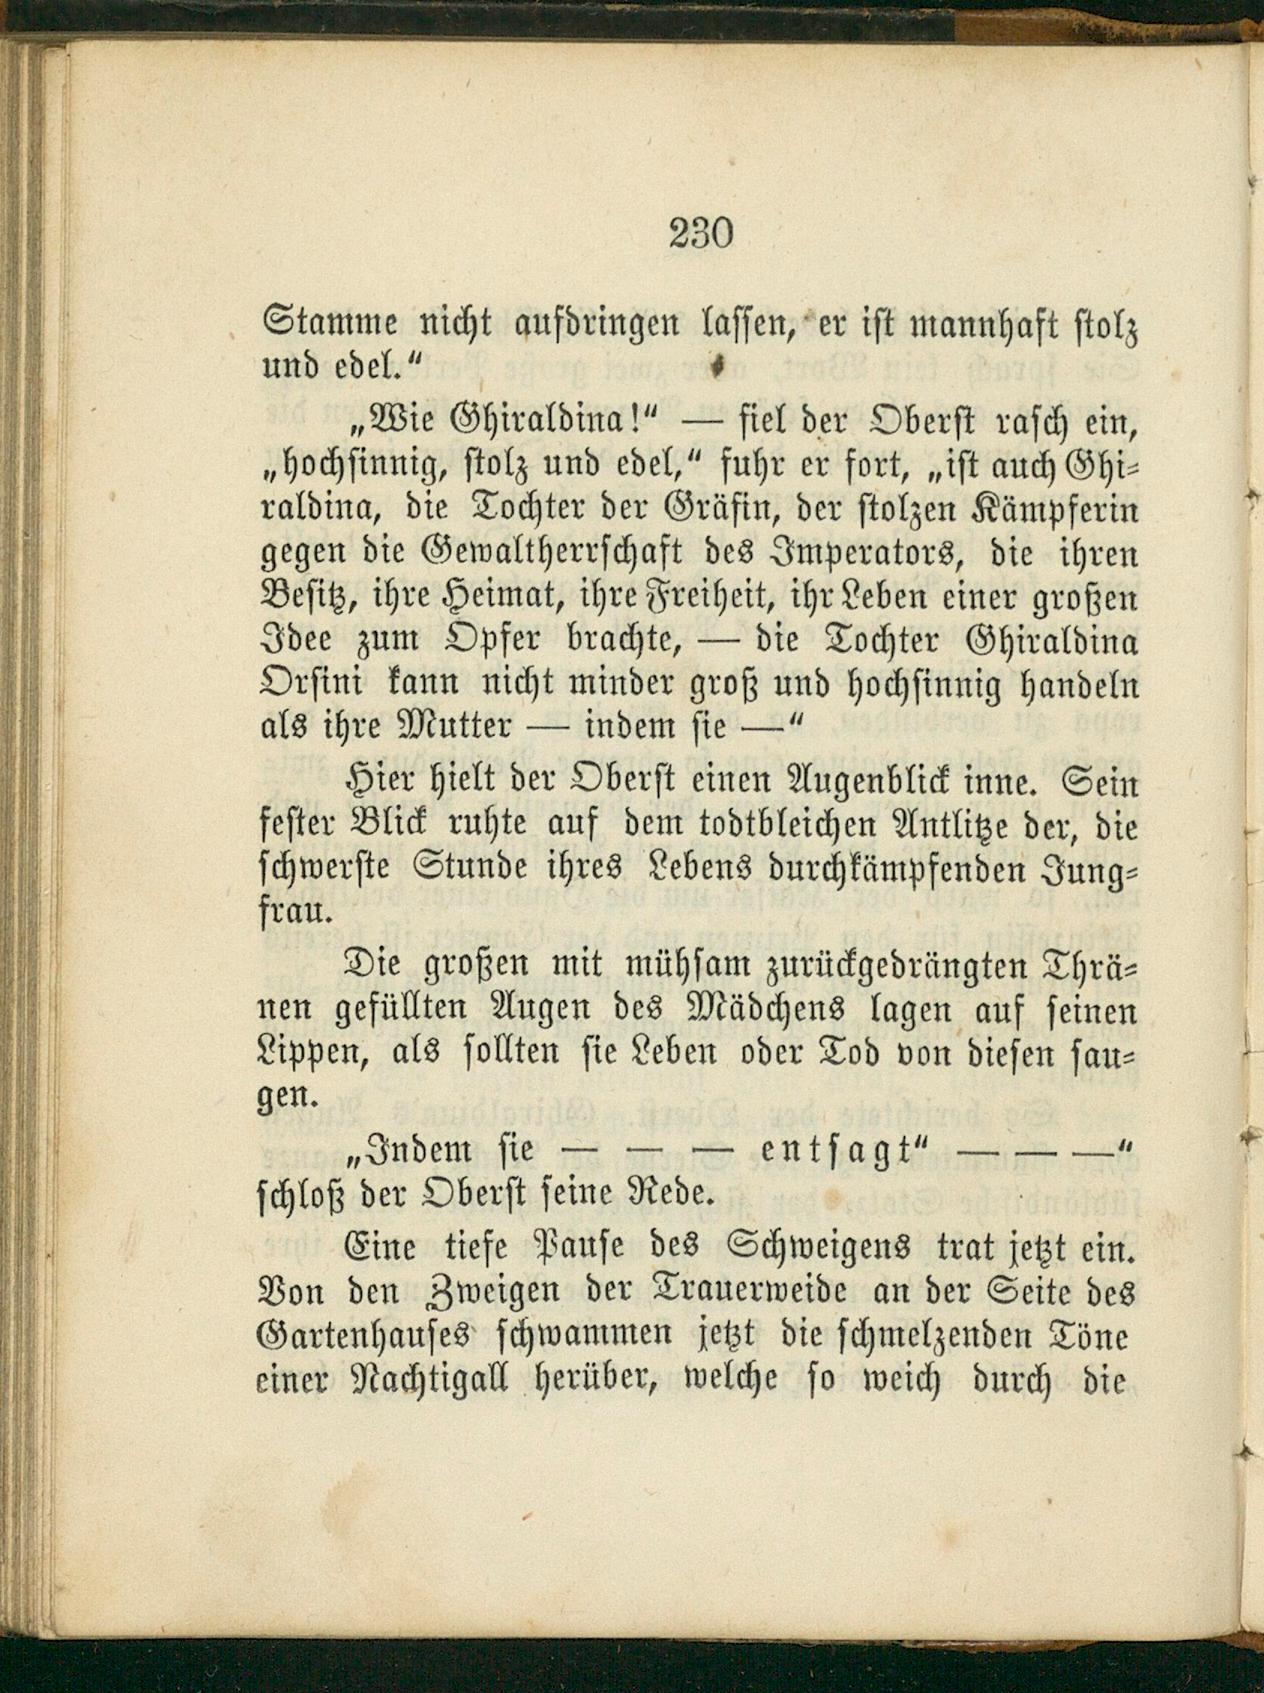 230
Stamme nicht aufdringen lassen, er ist mannhaft stolz
und edel.“
„Wie Ghiraldina!“ — fiel der Oberst rasch ein,
„hochsinnig, stolz und edel,“ fuhr er fort, „ist auch Ghi-
raldina, die Tochter der Gräfin, der stolzen Kämpferin
gegen die Gewaltherrschaft des Imperators, die ihren
Besitz, ihre Heimat, ihre Freiheit, ihr Leben einer großen
Idee zum Opfer brachte, — die Tochter Ghiraldina
Orsini kann nicht minder groß und hochsinnig handeln
als ihre Mutter — indem sie —“
Hier hielt der Oberst einen Augenblick inne. Sein
fester Blick ruhte auf dem todtbleichen Antlitze der, die
schwerste Stunde ihres Lebens durchkämpfenden Jung-
frau.
Die großen mit mühsam zurückgedrängten Thrä-
nen gefüllten Augen des Mädchens lagen auf seinen
Lippen, als sollten sie Leben oder Tod von diesen sau-
gen.
„Indem sie — — — entsagt“ — — —“
schloß der Oberst seine Rede.
Eine tiefe Pause des Schweigens trat jetzt ein.
Von den Zweigen der Trauerweide an der Seite des
Gartenhauses schwammen jetzt die schmelzenden Töne
einer Nachtigall herüber, welche so weich durch die